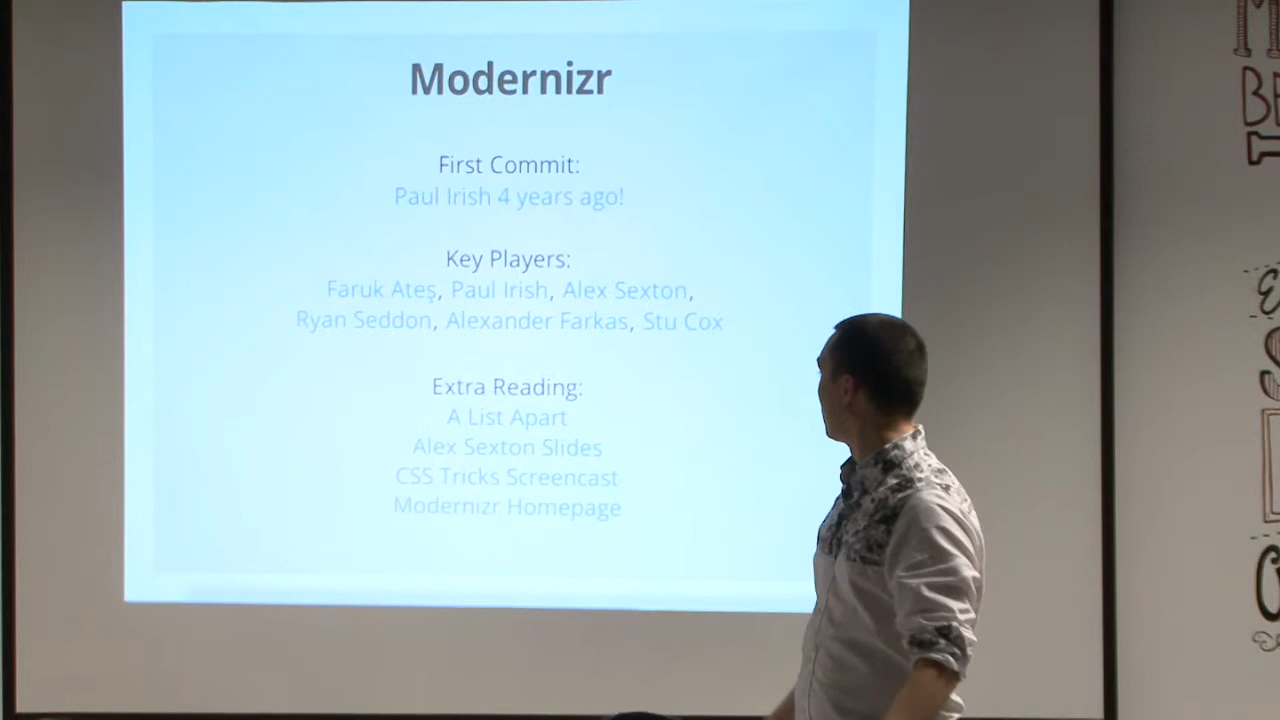 Modernizr
First Commit:
Paul Irish 4 years ago!
Key Players:
Faruk Ateş, Paul Irish, Alex Sexton,
Ryan Seddon, Alexander Farkas, Stu Cox
Extra Reading:
A List Apart
Alex Sexton Slides
CSS Tricks Screencast
Modernizr Homepage